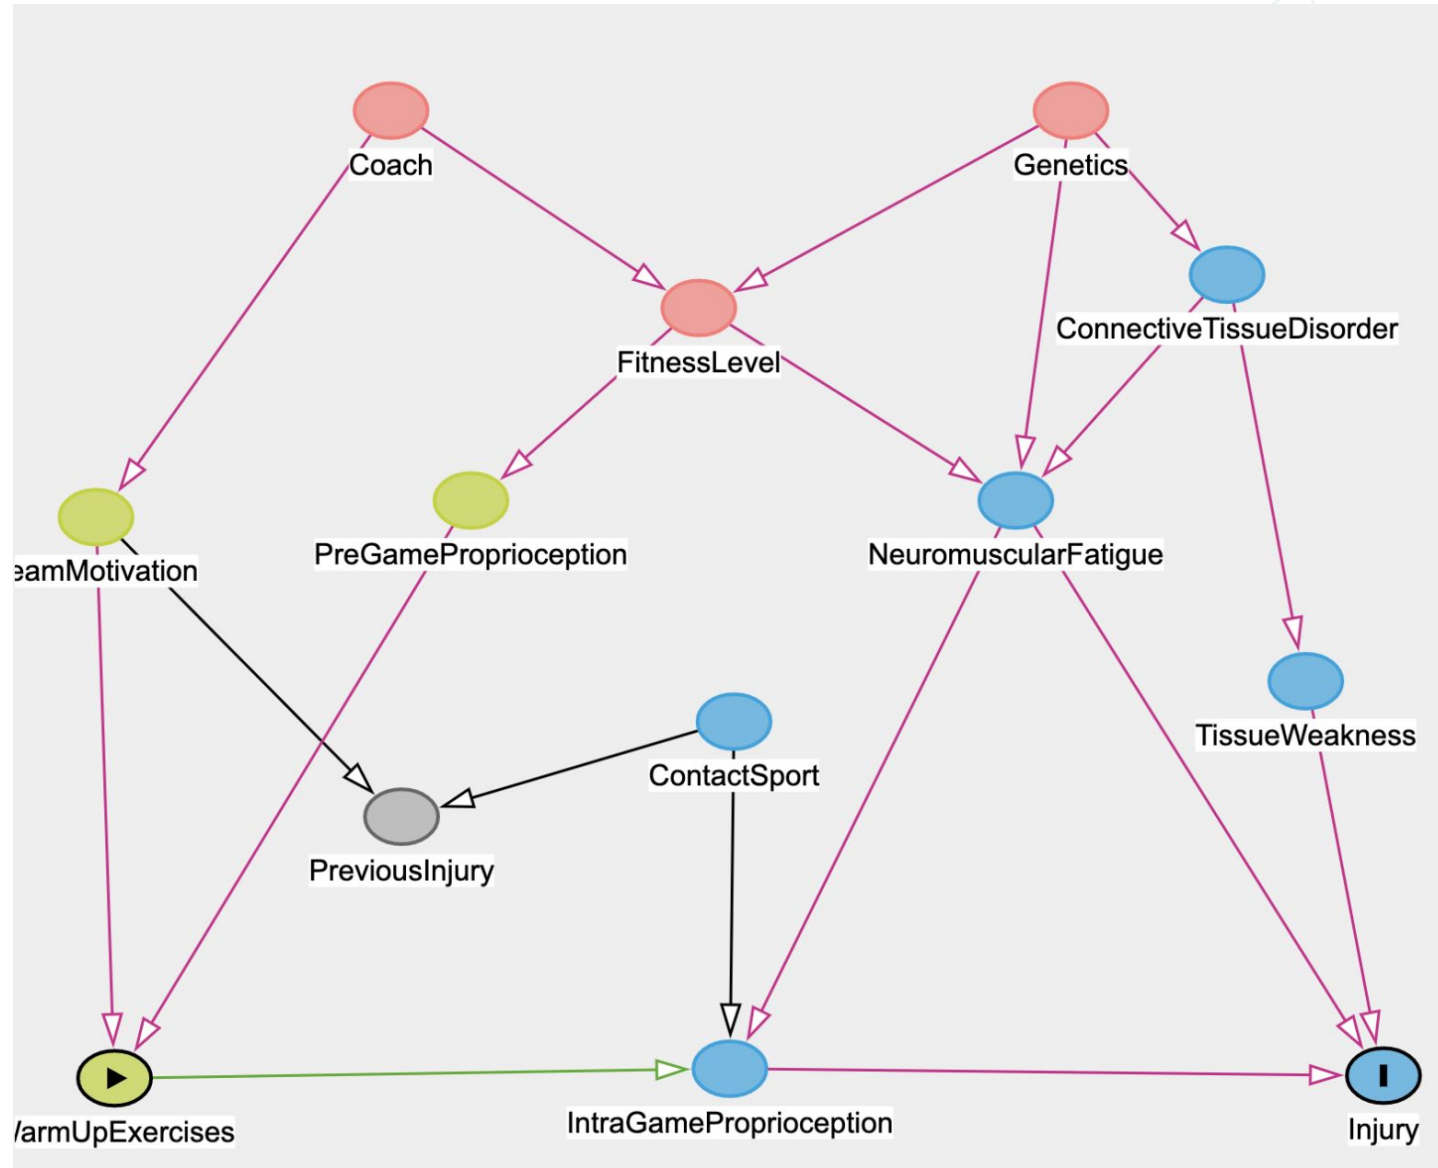 Coach
Genetics
ConnectiveTissueDisorder
FitnessLevel
PreGameProprioception
NeuromuscularFatigue
eamMotivation
TissueWeakness
ContactSport
PreviousInjury
IntraGameProprioception
Injury
armUpExercises